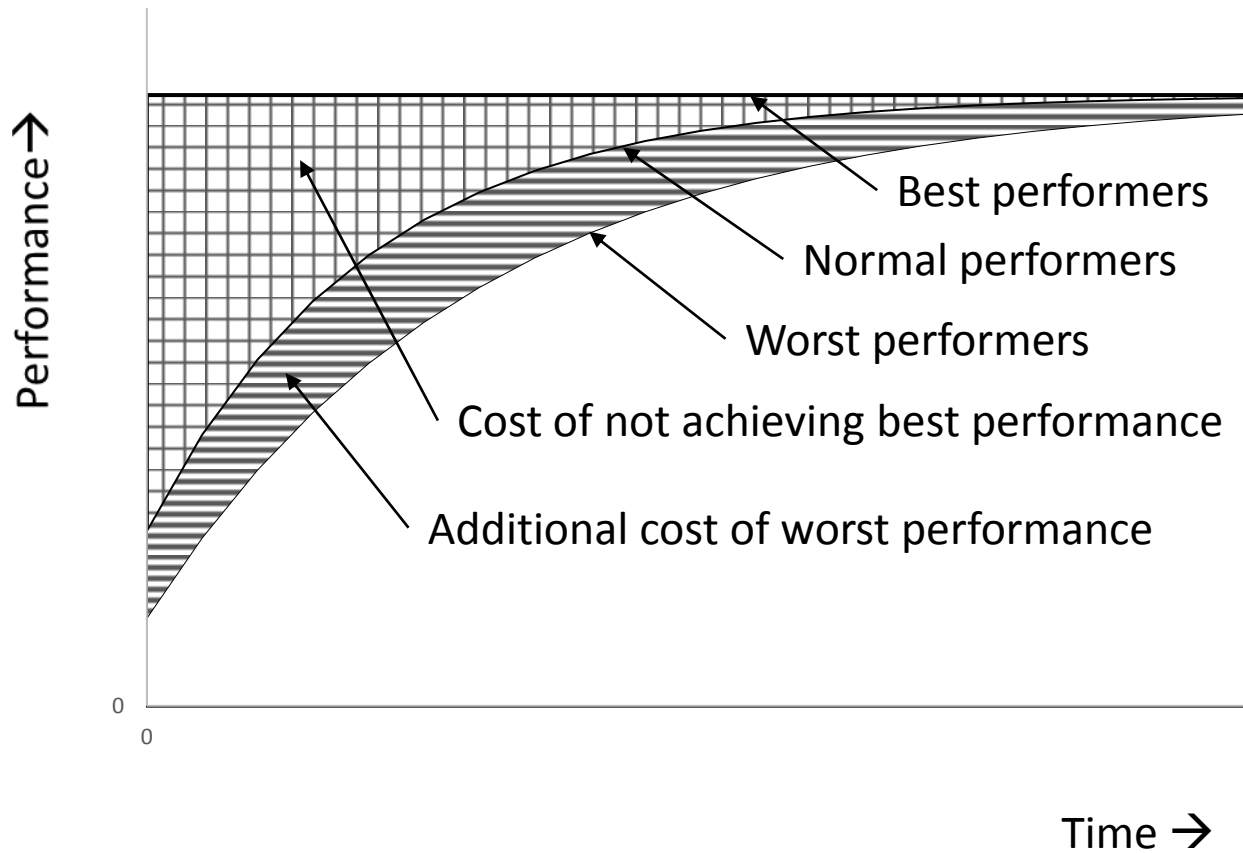 Performance→
Best performers
Normal performers
Worst performers
Cost of not achieving best performance
Additional cost of worst performance
0
0
Time →